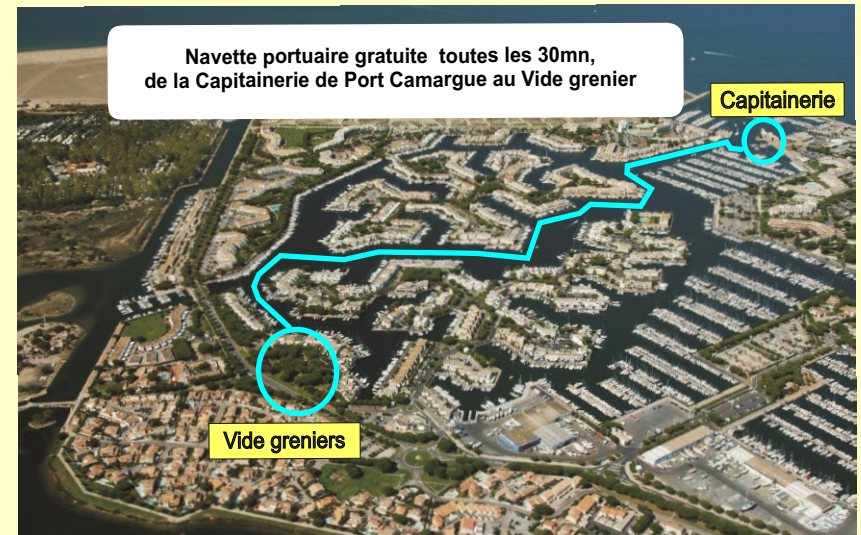 Navette portuaire gratuite toutes les 30mn,
de la Capitainerie de Port Camargue au Vide grenier
Capitainerie
Vide greniers